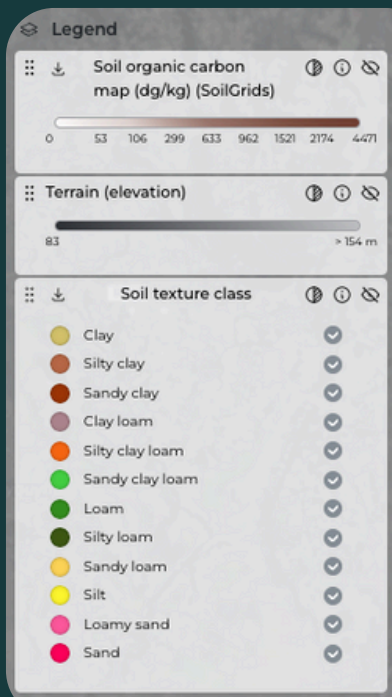 Legend
Soil organic carbon
map (dg/kg) (SoilGrids)
0 53 106 299 633 962 1521 2174 4471
Terrain (elevation)
83 > 154 m
Soil texture class
Clay
Silty clay
Sandy clay
Clay loam
Silty clay loam
Sandy clay loam
Loam
Silty loam
Sandy loam
Silt
Loamy sand
Sand